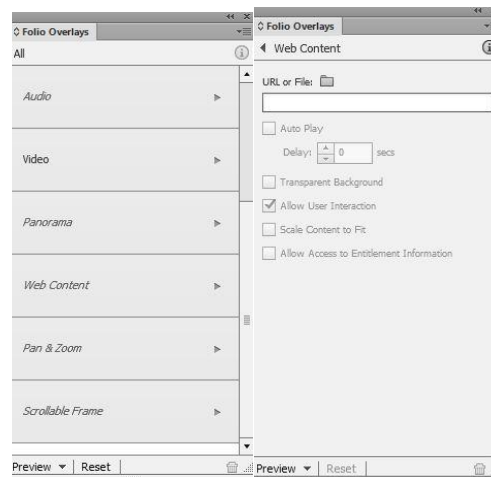 Folio Overlays
All
Audio
Video
Panorama
Web Content
Pan & Zoom
Scrollable Frame
Preview
Reset
Folio Overlays
Web Content
URL or File:
Auto Play
Delay: 0 secs
Transparent Background
Allow User Interaction
Scale Content to Fit
Allow Access to Entitlement Information
Preview
Reset